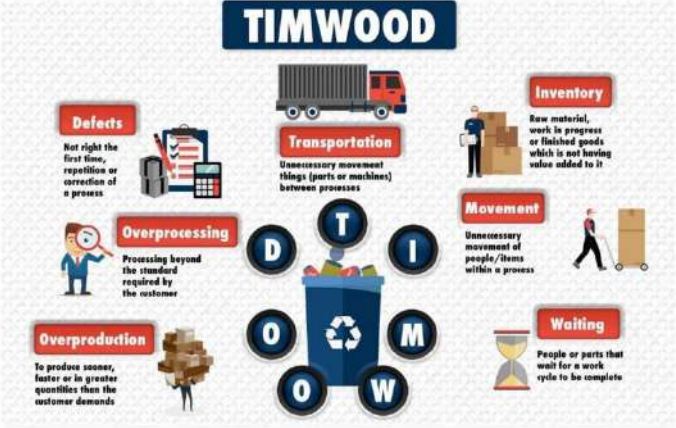 TIMWOOD
Transportation
Unneccessary movement
things (parts or machines)
between processes
Inventory
Raw material,
work in progress
or finished goods
which is not having
value added to it
Movement
Unneccessary
movement of
people/items
within a process
Waiting
People or parts that
wait for a work
cycle to be complete
Overproduction
To produce sooner,
faster or in greater
quantities then the
customer demands
Overprocessing
Processing beyond
the standard
required by
the customer
Defects
Not right the
first time,
repetition or
correction of
a process
T
I
M
W
O
O
D